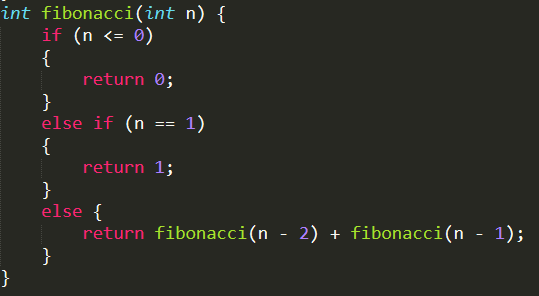 int fibonacci(int n) {
    if (n <= 0)
    {
        return 0;
    }
    else if (n == 1)
    {
        return 1;
    }
    else {
        return fibonacci(n - 2) + fibonacci(n - 1);
    }
}